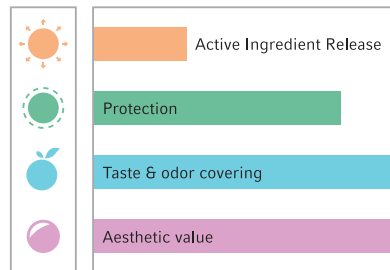 Active Ingredient Release
Protection
Taste & odor covering
Aesthetic value